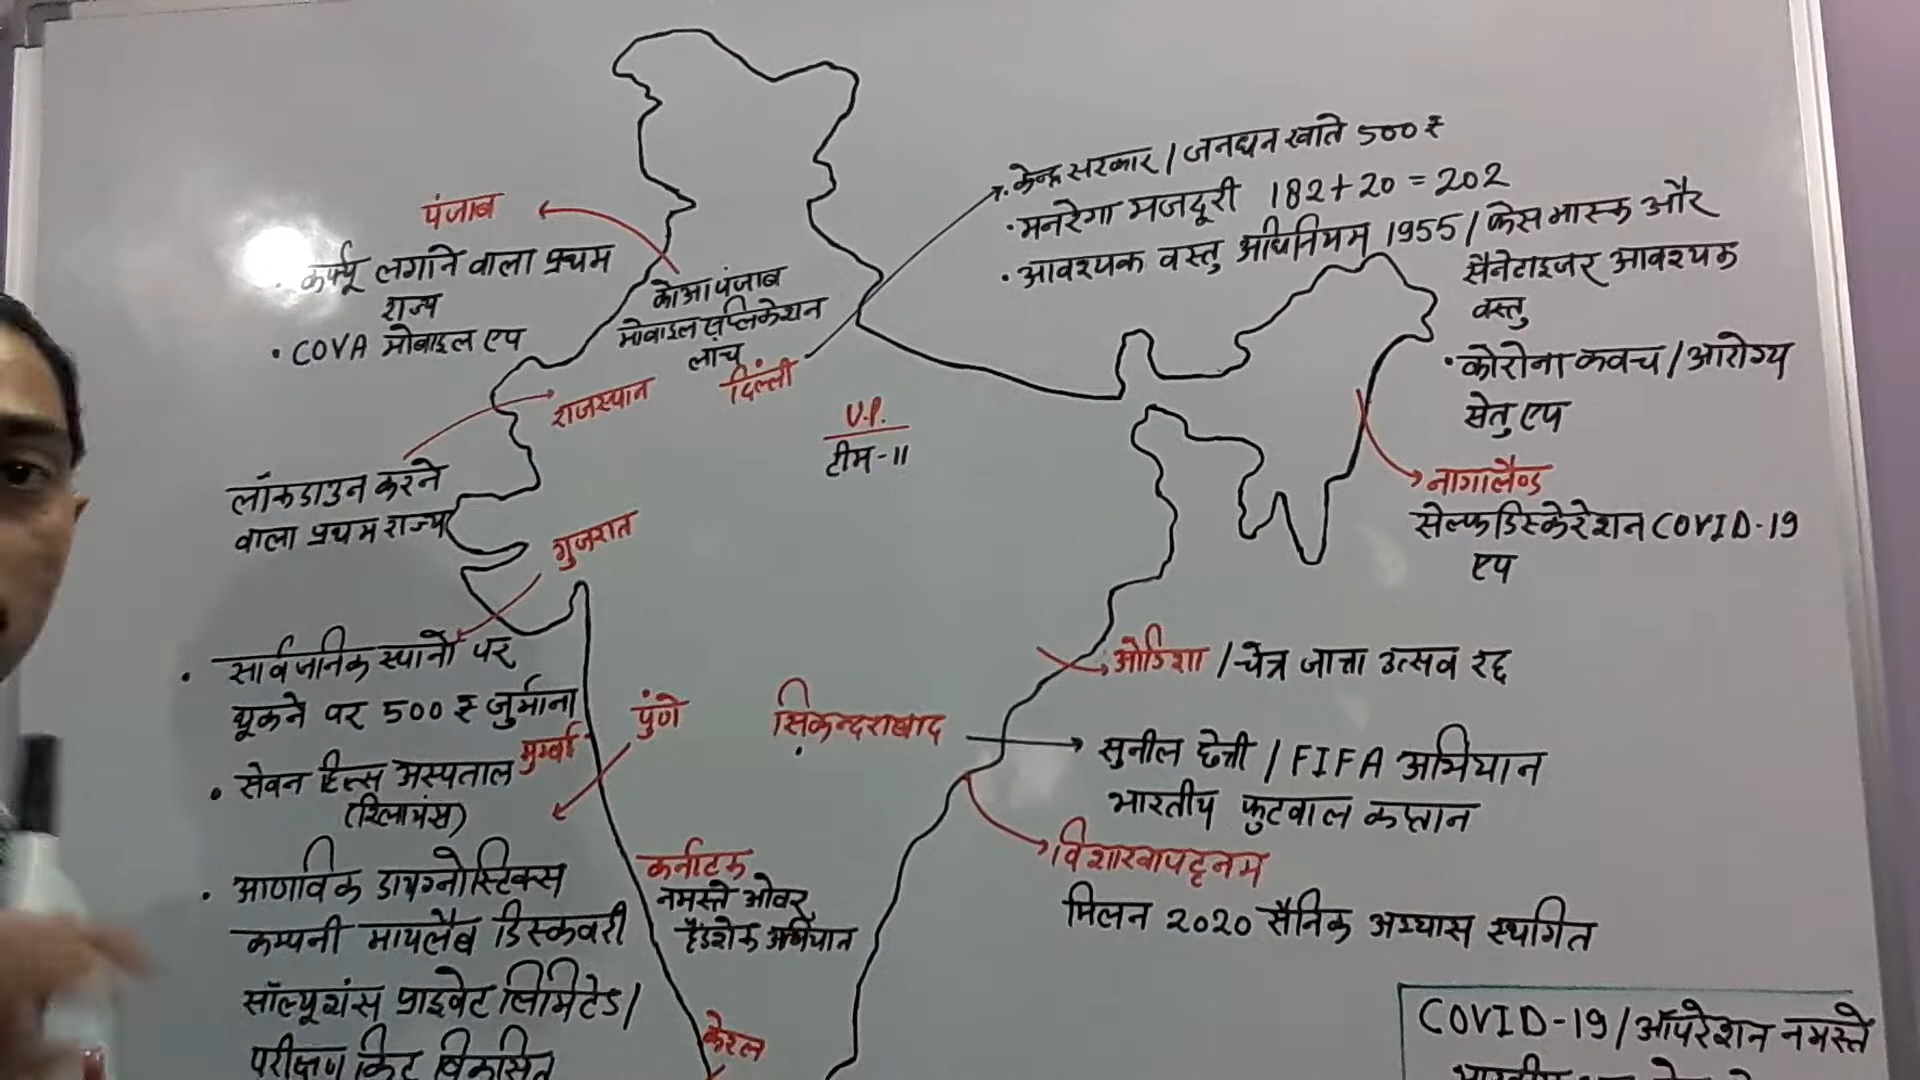 पंजाब
• कर्फ्यू लगाने वाला प्रथम
राज्य
• COVA मोबाइल एप
कोआ पंजाब
मोबाइल एप्लिकेशन
लांच
दिल्ली
• केन्द्र सरकार / जनधन खाते 500 ₹
• मनरेगा मजदूरी 182+20 = 202
• आवश्यक वस्तु अधिनियम 1955 / फेस मास्क और
सैनेटाइजर आवश्यक
वस्तु
• कोरोना कवच / आरोग्य
सेतु एप
राजस्थान
लॉकडाउन करने
वाला प्रथम राज्य
U.P.
टीम-11
नागालैण्ड
सेल्फ डिस्केरेशन COVID-19
एप
गुजरात
• सार्वजनिक स्थानों पर
थूकने पर 500 ₹ जुर्माना
मुम्बई
• सेवन हिल्स अस्पताल
(रिलायंस)
पुणे
• आणविक डायग्नोस्टिक्स
कम्पनी मायलैब डिस्कवरी
सॉल्यूशंस प्राइवेट लिमिटेड /
परीक्षण किट विकसित
ओडिशा / चैत्र जात्रा उत्सव रद्द
सिकन्दराबाद
सुनील छेत्री / FIFA अभियान
भारतीय फुटवाल कप्तान
विशाखापट्टनम
मिलन 2020 सैनिक अभ्यास स्थगित
कर्नाटक
नमस्ते ओवर
हैंडशेक अभियान
केरल
COVID-19 / ऑपरेशन नमस्ते